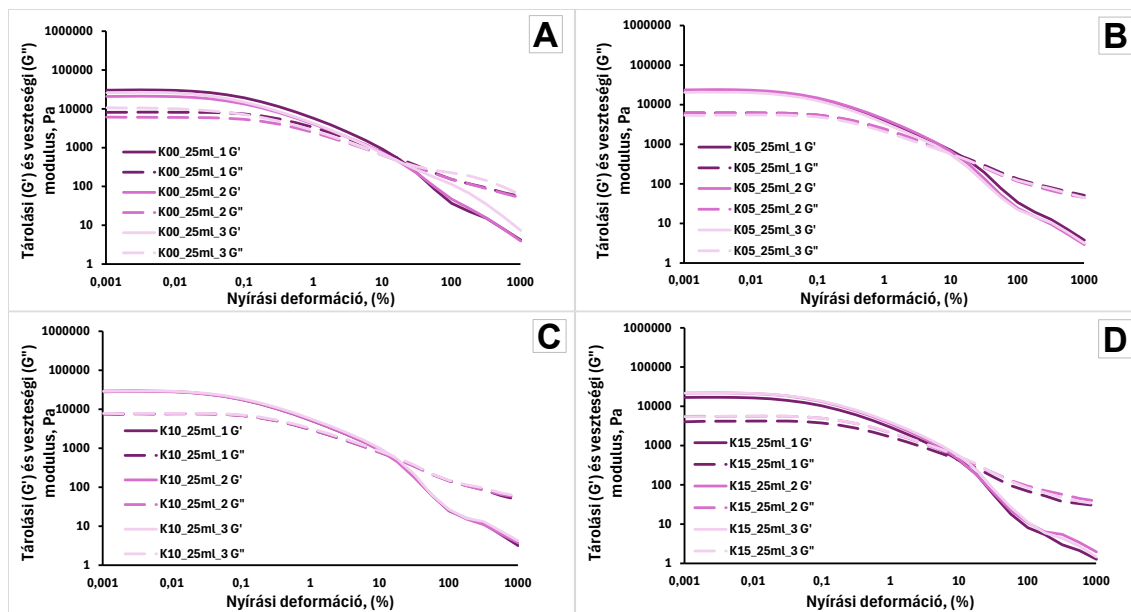 A
Tárolási (G') és veszteségi (G'')
modulus, Pa
1000000
100000
10000
1000
100
10
1
K00_25ml_1 G'
K00_25ml_1 G"
K00_25ml_2 G'
K00_25ml_2 G"
K00_25ml_3 G'
K00_25ml_3 G"
0,001
0,01
0,1
1
10
100
1000
Nyírási deformáció, (%)
B
Tárolási (G') és veszteségi (G'')
modulus, Pa
1000000
100000
10000
1000
100
10
1
K05_25ml_1 G'
K05_25ml_1 G"
K05_25ml_2 G'
K05_25ml_2 G"
K05_25ml_3 G'
K05_25ml_3 G"
0,001
0,01
0,1
1
10
100
1000
Nyírási deformáció, (%)
C
Tárolási (G') és veszteségi (G'')
modulus, Pa
1000000
100000
10000
1000
100
10
1
K10_25ml_1 G'
K10_25ml_1 G"
K10_25ml_2 G'
K10_25ml_2 G"
K10_25ml_3 G'
K10_25ml_3 G"
0,001
0,01
0,1
1
10
100
1000
Nyírási deformáció, (%)
D
Tárolási (G') és veszteségi (G'')
modulus, Pa
1000000
100000
10000
1000
100
10
1
K15_25ml_1 G'
K15_25ml_1 G"
K15_25ml_2 G'
K15_25ml_2 G"
K15_25ml_3 G'
K15_25ml_3 G"
0,001
0,01
0,1
1
10
100
1000
Nyírási deformáció, (%)